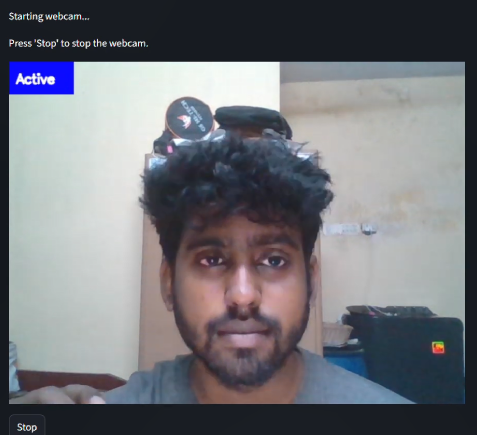 Starting webcam...
Press 'Stop' to stop the webcam.
Active
Stop